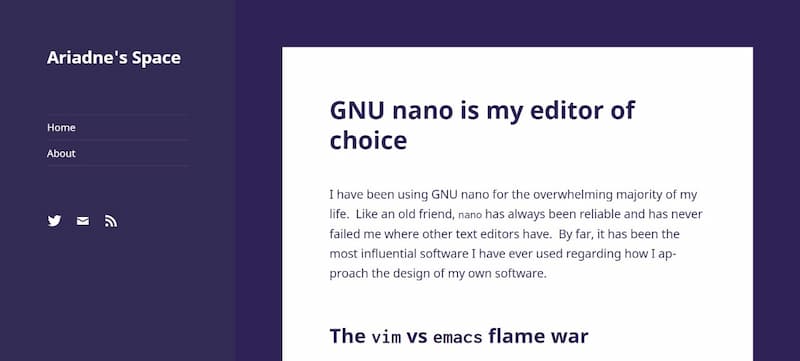 Ariadne's Space
Home
About
GNU nano is my editor of
choice
I have been using GNU nano for the overwhelming majority of my
life.  Like an old friend, nano has always been reliable and has never
failed me where other text editors have.  By far, it has been the
most influential software I have ever used regarding how I ap-
proach the design of my own software.
The vim vs emacs flame war